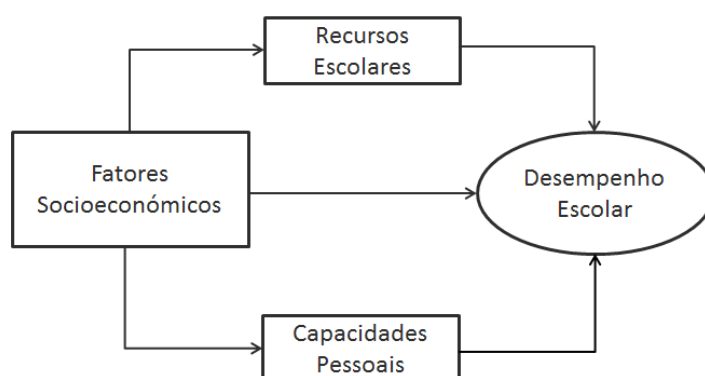 Recursos
Escolares
Fatores
Socioeconómicos
Desempenho
Escolar
Capacidades
Pessoais